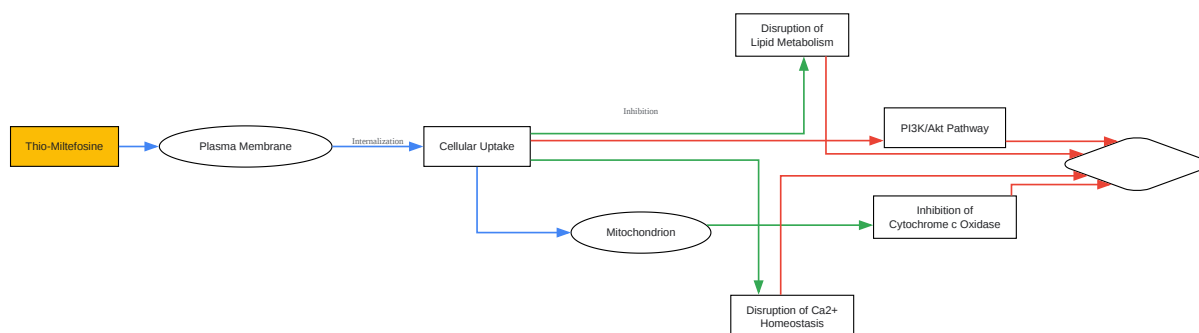 Disruption of
Lipid Metabolism
Inhibition
Thio-Miltefosine
Plasma Membrane
Internalization
Cellular Uptake
PI3K/Akt Pathway
Mitochondrion
Inhibition of
Cytochrome c Oxidase
Disruption of Ca2+
Homeostasis